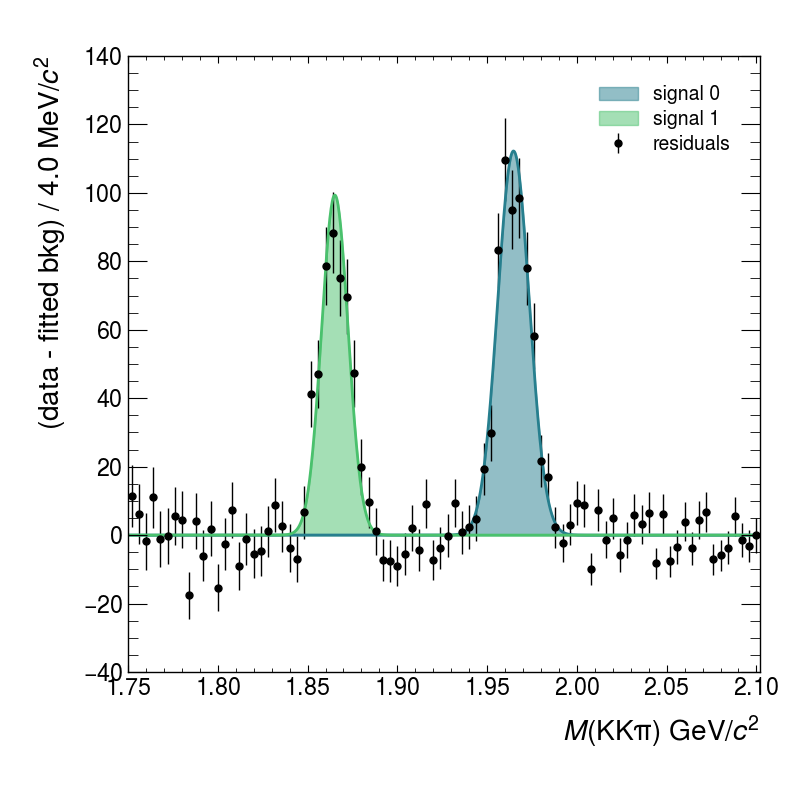 (data - fitted bkg) / 4.0 MeV/c²
140
120
100
80
60
40
20
0
−20
−40
signal 0
signal 1
residuals
1.75 1.80 1.85 1.90 1.95 2.00 2.05 2.10
M(KKπ) GeV/c²